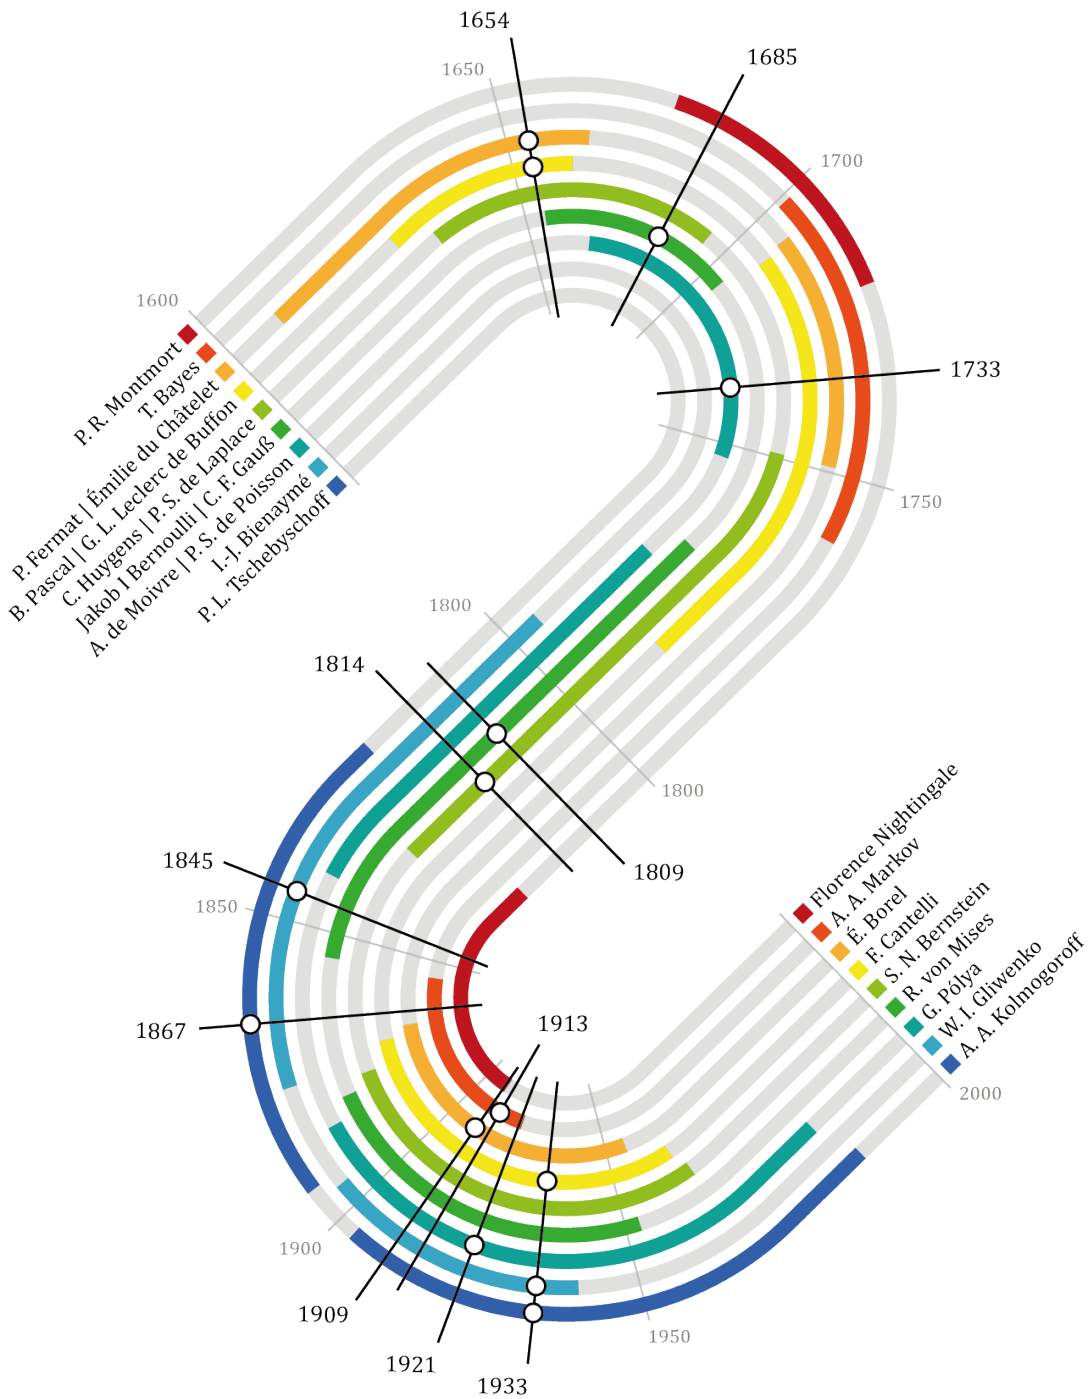 1654
1685
1650
1700
1600
1733
1750
P. R. Montmort
T. Bayes
P. Fermat | Émilie du Châtelet
B. Pascal | G. L. Leclerc de Buffon
C. Huygens | P. S. de Laplace
Jakob I Bernoulli | C. F. Gauß
A. de Moivre | P. S. de Poisson
I.-J. Bienaymé
P. L. Tschebyschoff
1800
1814
1800
1809
1845
1850
1867
1913
Florence Nightingale
A. A. Markov
É. Borel
F. Cantelli
S. N. Bernstein
R. von Mises
G. Pólya
W. I. Gliwenko
A. A. Kolmogoroff
2000
1900
1909
1921
1933
1950